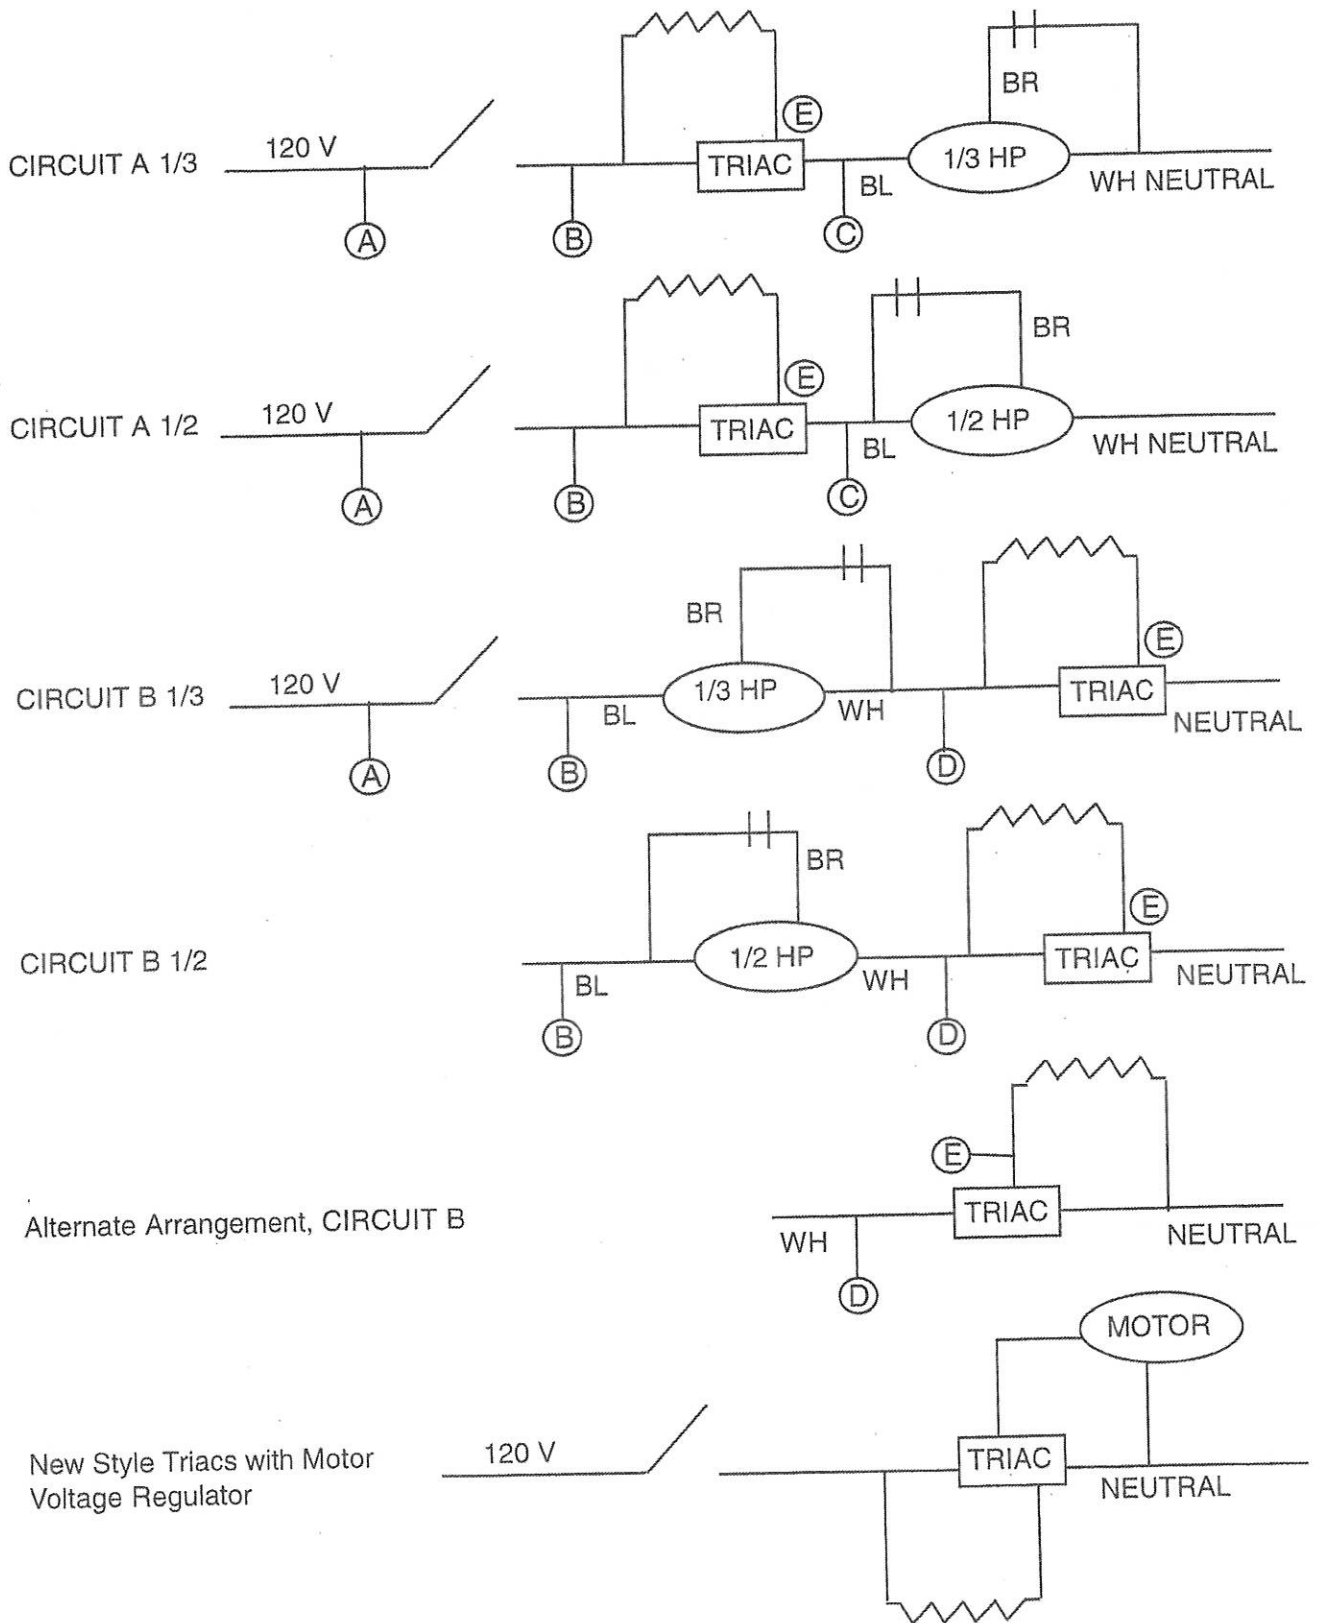 CIRCUIT A 1/3
120 V
A
B
E
TRIAC
BL
C
BR
1/3 HP
WH NEUTRAL
CIRCUIT A 1/2
120 V
A
B
E
TRIAC
BL
C
BR
1/2 HP
WH NEUTRAL
CIRCUIT B 1/3
120 V
A
BL
B
BR
1/3 HP
WH
D
E
TRIAC
NEUTRAL
CIRCUIT B 1/2
BL
B
BR
1/2 HP
WH
D
E
TRIAC
NEUTRAL
Alternate Arrangement, CIRCUIT B
WH
D
E
TRIAC
NEUTRAL
New Style Triacs with Motor
Voltage Regulator
120 V
MOTOR
TRIAC
NEUTRAL